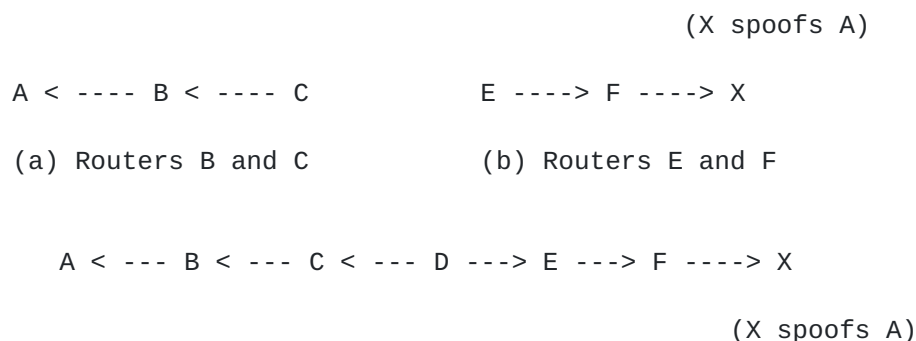 (X spoofs A)
A < ---- B < ---- C E ----> F ----> X
(a) Routers B and C (b) Routers E and F
A < --- B < --- C < --- D ---> E ---> F ----> X
(X spoofs A)